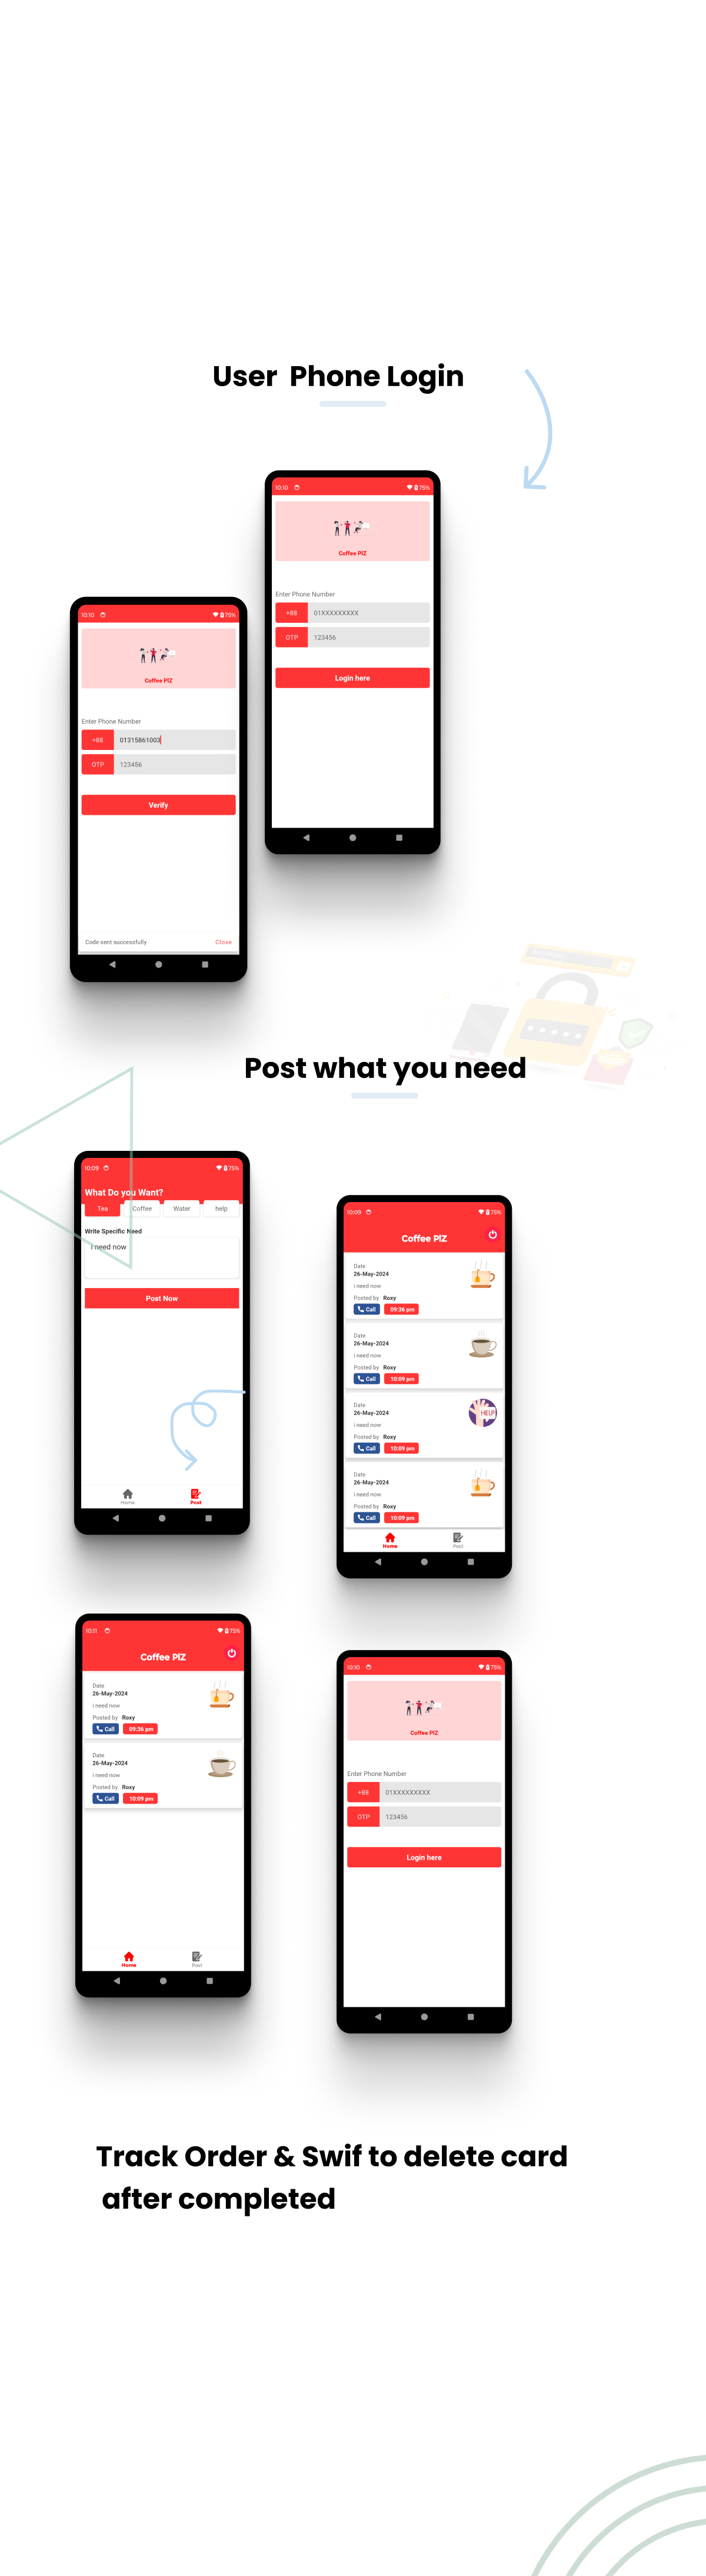 User Phone Login
10:10 75%
Coffee PlZ
Enter Phone Number
+88 01XXXXXXXXX
OTP 123456
Login here
10:10 75%
Coffee PlZ
Enter Phone Number
+88 01315861003
OTP 123456
Verify
Code sent successfully Close
Post what you need
10:09 75%
What Do you Want?
Tea Coffee Water help
Write Specific Need
i need now
Post Now
Home Post
10:09 75%
Coffee PlZ
Date
26-May-2024
i need now
Posted by Roxy
Call 09:36 pm
Date
26-May-2024
i need now
Posted by Roxy
Call 10:09 pm
Date
26-May-2024
HELP
i need now
Posted by Roxy
Call 10:09 pm
Date
26-May-2024
i need now
Posted by Roxy
Call 10:09 pm
Home Post
10:11 75%
Coffee PlZ
Date
26-May-2024
i need now
Posted by Roxy
Call 09:36 pm
Date
26-May-2024
i need now
Posted by Roxy
Call 10:09 pm
Home Post
10:10 75%
Coffee PlZ
Enter Phone Number
+88 01XXXXXXXXX
OTP 123456
Login here
Track Order & Swif to delete card
after completed